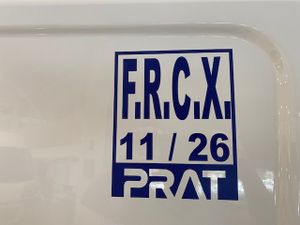 F.R.C.X.
11 / 26
PRAT